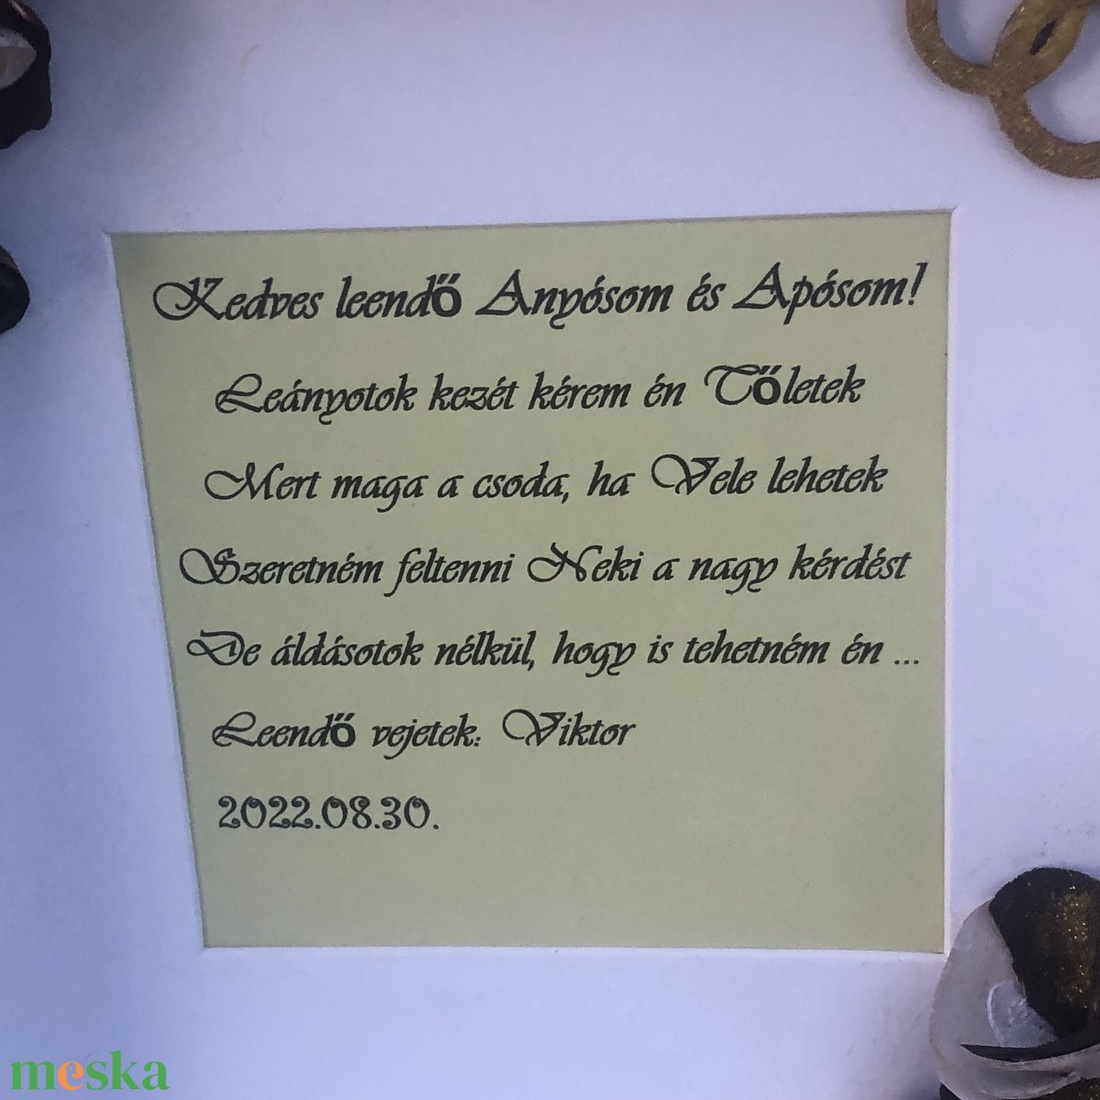 Kedves leendő Anyósom és Apósom!
Leányotok kezét kérem én Tőletek
Mert maga a csoda, ha Vele lehetek
Szeretném feltenni Neki a nagy kérdést
De áldásotok nélkül, hogy is tehetném én ...
Leendő vejetek: Viktor
2022.08.30.
meska